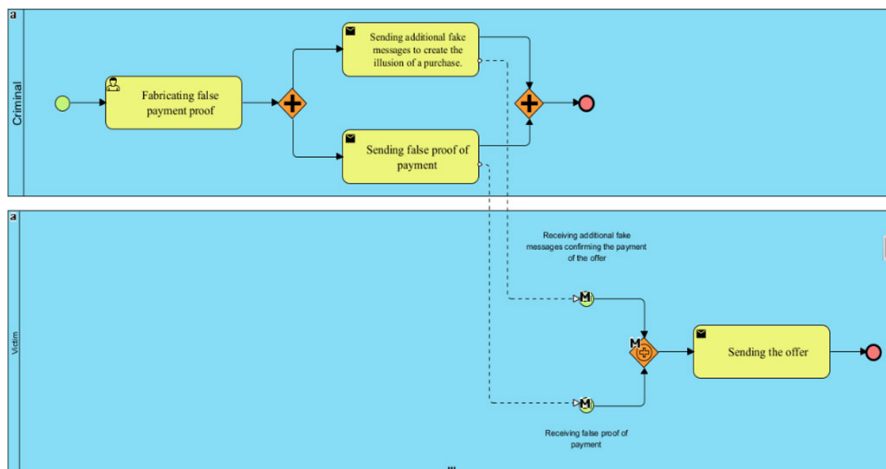 a
Criminal
Fabricating false
payment proof
Sending additional fake
messages to create the
illusion of a purchase.
Sending false proof of
payment
a
Victim
Receiving additional fake
messages confirming the payment
of the offer
M
M
Sending the offer
M
Receiving false proof of
payment